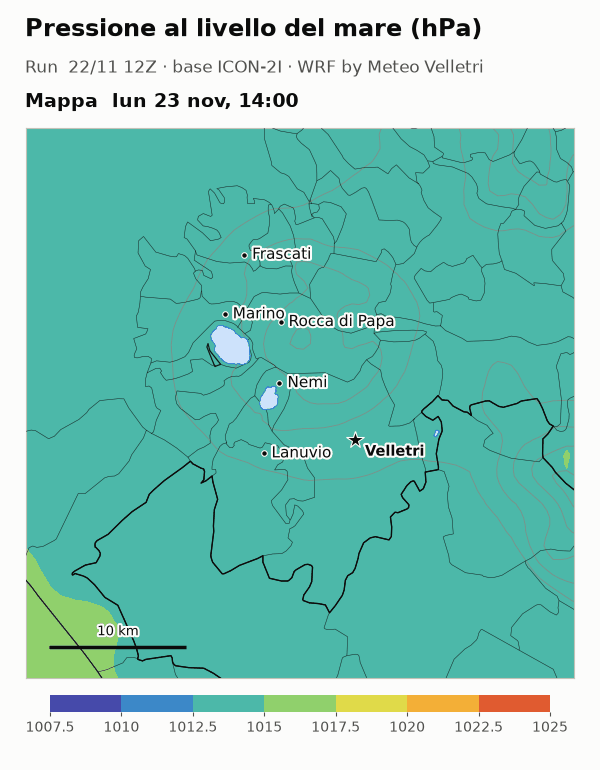 Pressione al livello del mare (hPa)
Run 22/11 12Z · base ICON-2I · WRF by Meteo Velletri
Mappa lun 23 nov, 14:00
Frascati
Marino
Rocca di Papa
Nemi
Velletri
Lanuvio
10 km
1007.5 1010 1012.5 1015 1017.5 1020 1022.5 1025